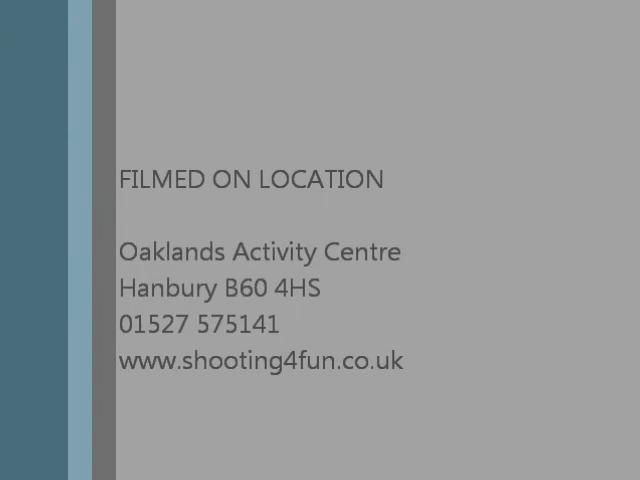 FILMED ON LOCATION
Oaklands Activity Centre
Hanbury B60 4HS
01527 575141
www.shooting4fun.co.uk